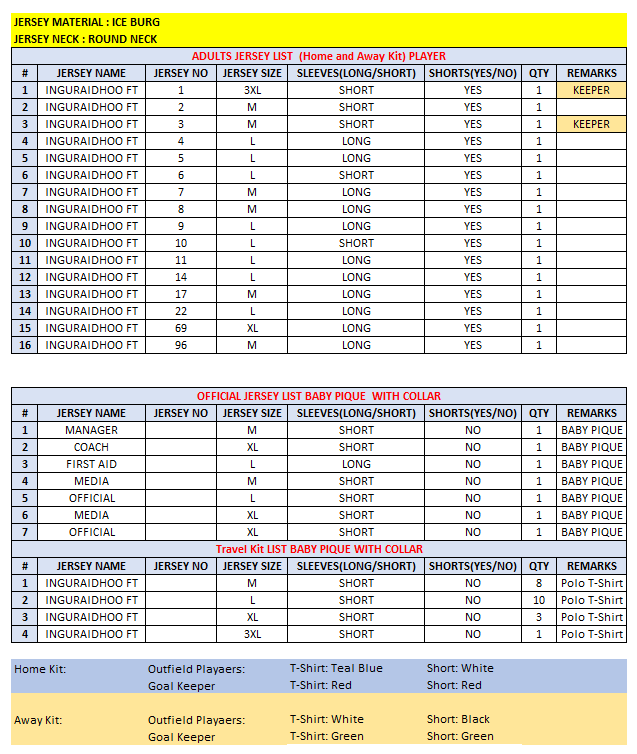 JERSEY MATERIAL : ICE BURG
JERSEY NECK : ROUND NECK
ADULTS JERSEY LIST (Home and Away Kit) PLAYER
# JERSEY NAME JERSEY NO JERSEY SIZE SLEEVES(LONG/SHORT) SHORTS(YES/NO) QTY REMARKS
1 INGURAIDHOO FT 1 3XL SHORT YES 1 KEEPER
2 INGURAIDHOO FT 2 M SHORT YES 1
3 INGURAIDHOO FT 3 M SHORT YES 1 KEEPER
4 INGURAIDHOO FT 4 L LONG YES 1
5 INGURAIDHOO FT 5 L LONG YES 1
6 INGURAIDHOO FT 6 L SHORT YES 1
7 INGURAIDHOO FT 7 M LONG YES 1
8 INGURAIDHOO FT 8 M LONG YES 1
9 INGURAIDHOO FT 9 L LONG YES 1
10 INGURAIDHOO FT 10 L SHORT YES 1
11 INGURAIDHOO FT 11 L LONG YES 1
12 INGURAIDHOO FT 14 L LONG YES 1
13 INGURAIDHOO FT 17 M LONG YES 1
14 INGURAIDHOO FT 22 L LONG YES 1
15 INGURAIDHOO FT 69 XL LONG YES 1
16 INGURAIDHOO FT 96 M LONG YES 1
OFFICIAL JERSEY LIST BABY PIQUE WITH COLLAR
# JERSEY NAME JERSEY NO JERSEY SIZE SLEEVES(LONG/SHORT) SHORTS(YES/NO) QTY REMARKS
1 MANAGER M SHORT NO 1 BABY PIQUE
2 COACH XL SHORT NO 1 BABY PIQUE
3 FIRST AID L LONG NO 1 BABY PIQUE
4 MEDIA M SHORT NO 1 BABY PIQUE
5 OFFICIAL L SHORT NO 1 BABY PIQUE
6 MEDIA XL SHORT NO 1 BABY PIQUE
7 OFFICIAL XL SHORT NO 1 BABY PIQUE
Travel Kit LIST BABY PIQUE WITH COLLAR
# JERSEY NAME JERSEY NO JERSEY SIZE SLEEVES(LONG/SHORT) SHORTS(YES/NO) QTY REMARKS
1 INGURAIDHOO FT M SHORT NO 8 Polo T-Shirt
2 INGURAIDHOO FT L SHORT NO 10 Polo T-Shirt
3 INGURAIDHOO FT XL SHORT NO 3 Polo T-Shirt
4 INGURAIDHOO FT 3XL SHORT NO 1 Polo T-Shirt
Home Kit: Outfield Playaers: T-Shirt: Teal Blue Short: White
Goal Keeper T-Shirt: Red Short: Red
Away Kit: Outfield Playaers: T-Shirt: White Short: Black
Goal Keeper T-Shirt: Green Short: Green